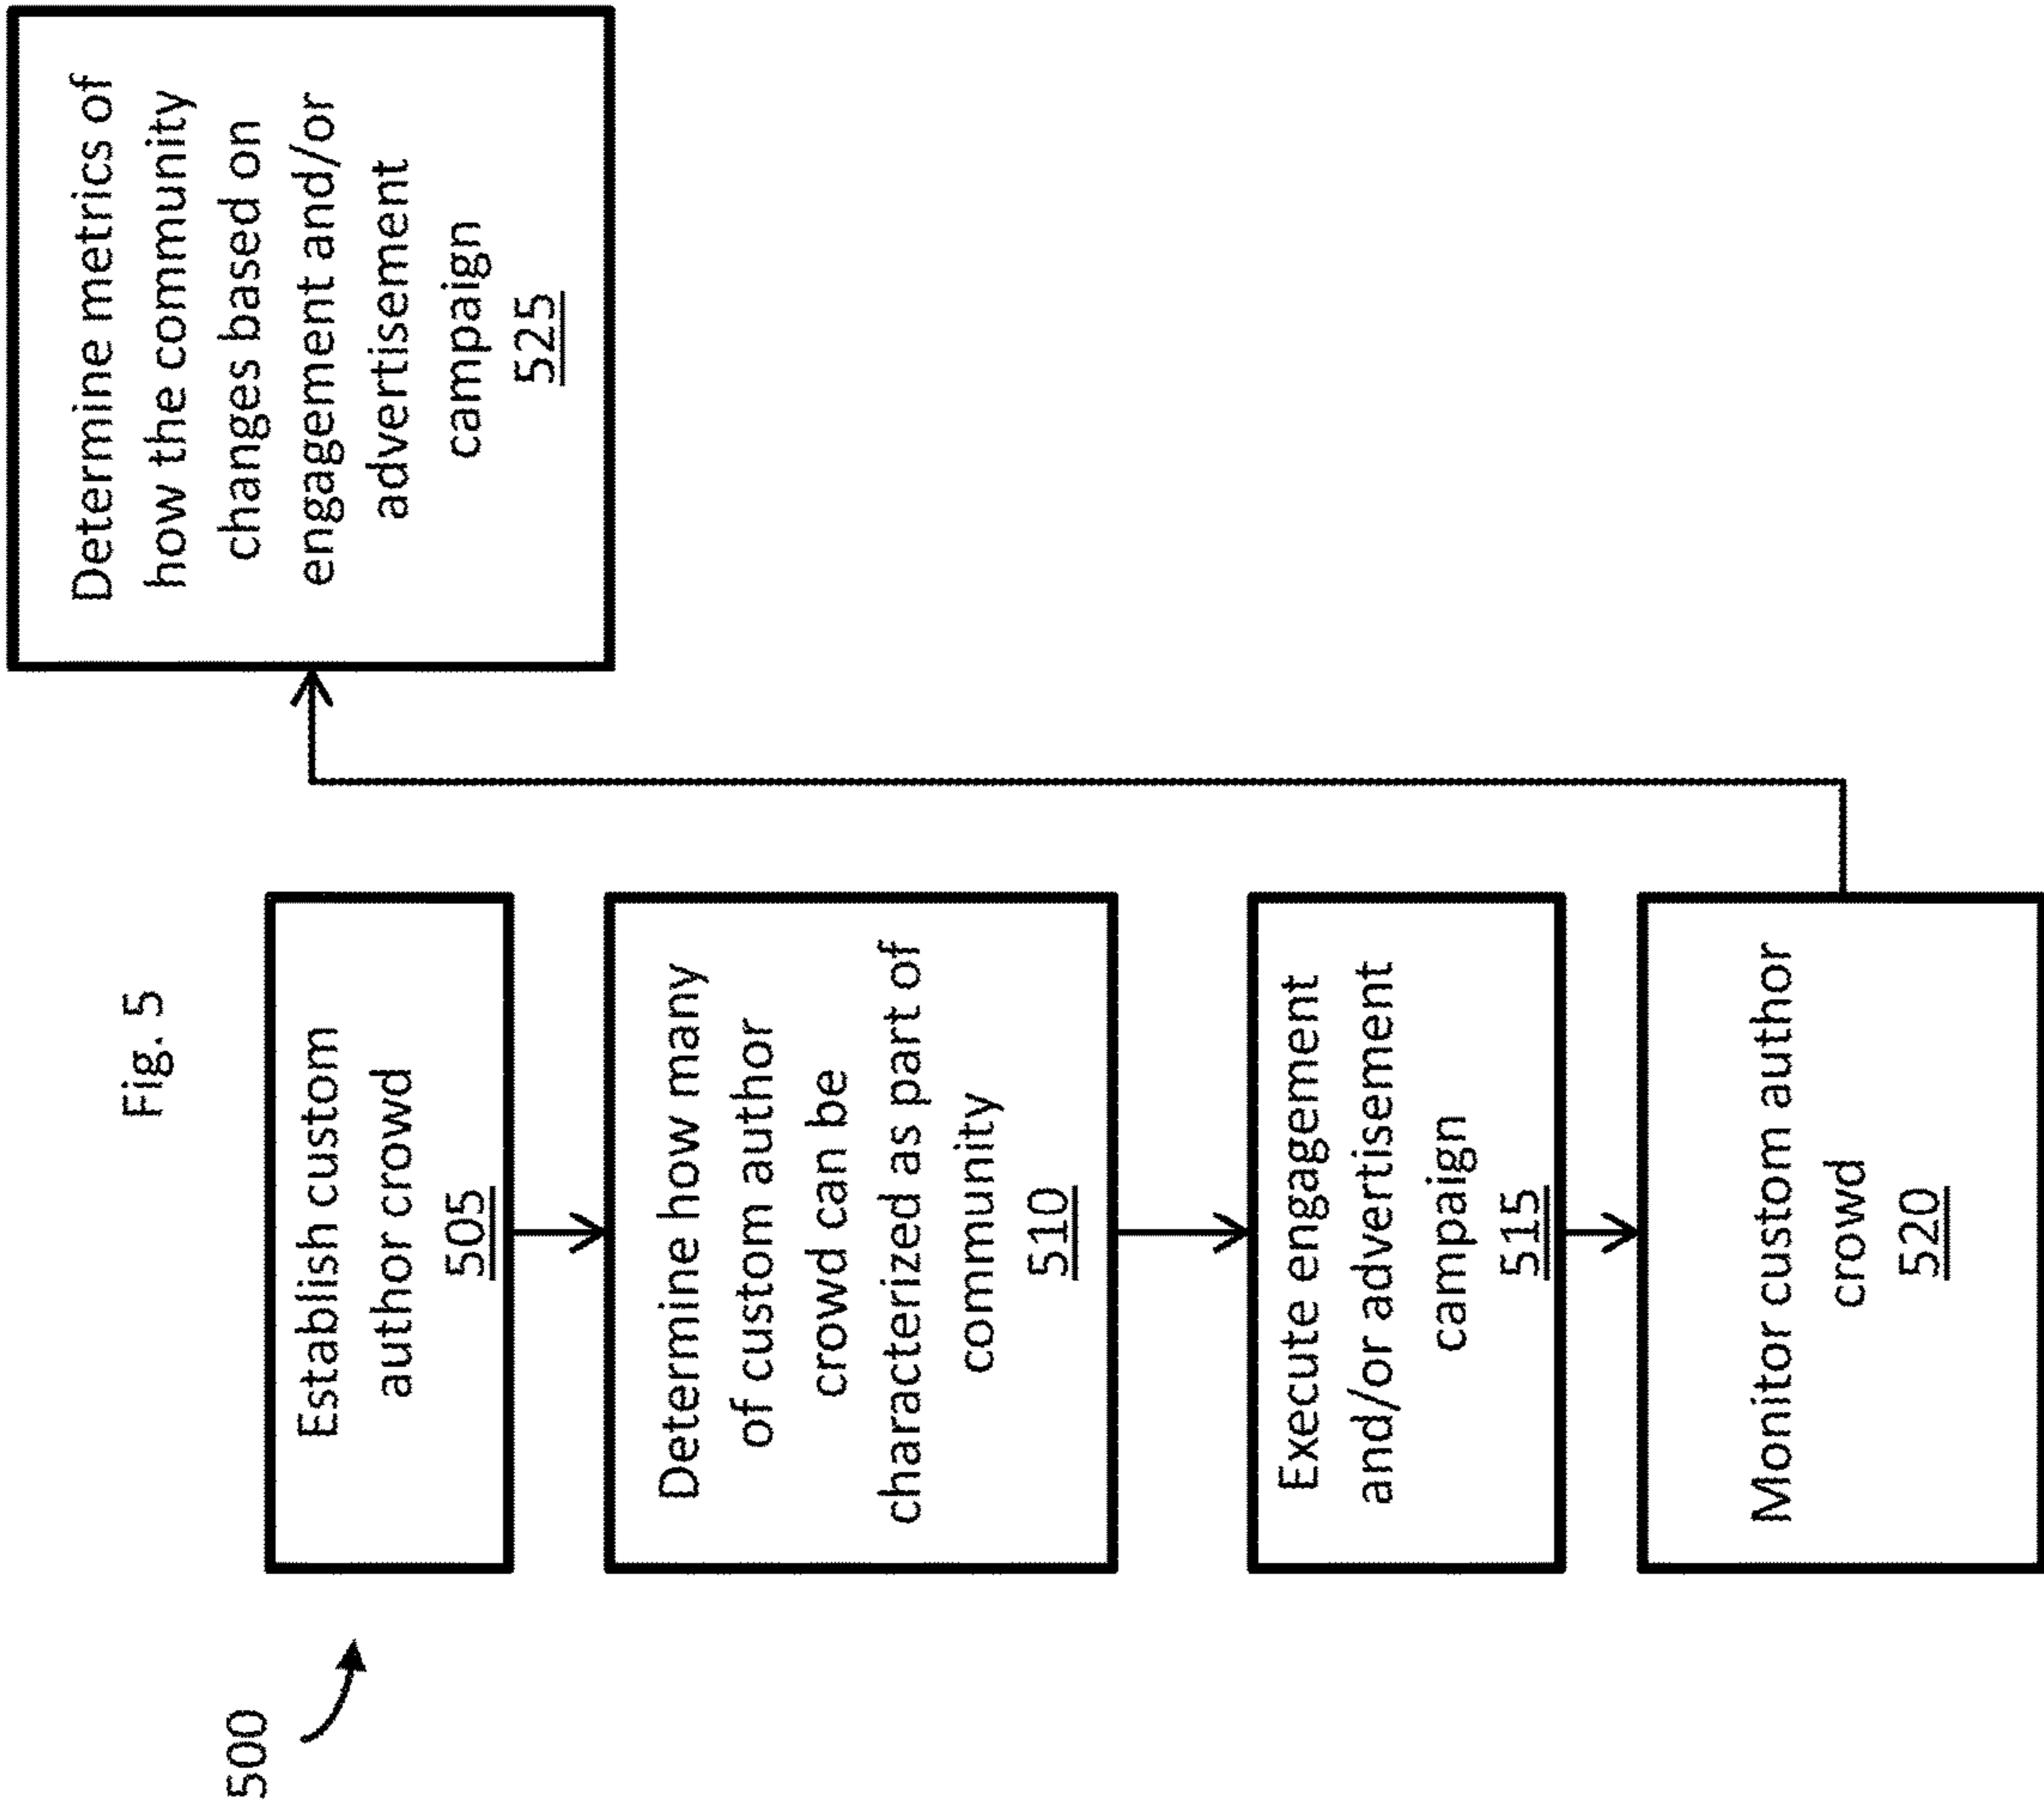 Fig. 5
500
Establish custom
author crowd
505
Determine how many
of custom author
crowd can be
characterized as part of
community
510
Execute engagement
and/or advertisement
campaign
515
Monitor custom author
crowd
520
Determine metrics of
how the community
changes based on
engagement and/or
advertisement
campaign
525